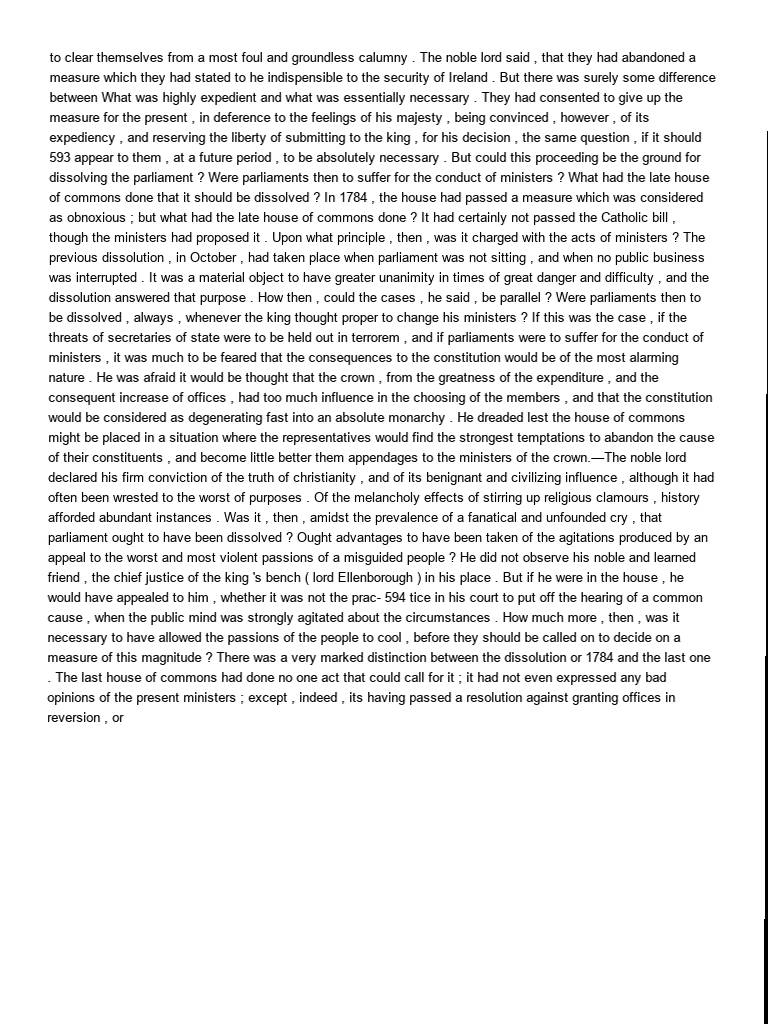 to clear themselves from a most foul and groundless calumny . The noble lord said , that they had abandoned a
measure which they had stated to he indispensible to the security of Ireland . But there was surely some difference
between What was highly expedient and what was essentially necessary . They had consented to give up the
measure for the present , in deference to the feelings of his majesty , being convinced , however , of its
expediency , and reserving the liberty of submitting to the king , for his decision , the same question , if it should
593 appear to them , at a future period , to be absolutely necessary . But could this proceeding be the ground for
dissolving the parliament ? Were parliaments then to suffer for the conduct of ministers ? What had the late house
of commons done that it should be dissolved ? In 1784 , the house had passed a measure which was considered
as obnoxious ; but what had the late house of commons done ? It had certainly not passed the Catholic bill ,
though the ministers had proposed it . Upon what principle , then , was it charged with the acts of ministers ? The
previous dissolution , in October , had taken place when parliament was not sitting , and when no public business
was interrupted . It was a material object to have greater unanimity in times of great danger and difficulty , and the
dissolution answered that purpose . How then , could the cases , he said , be parallel ? Were parliaments then to
be dissolved , always , whenever the king thought proper to change his ministers ? If this was the case , if the
threats of secretaries of state were to be held out in terrorem , and if parliaments were to suffer for the conduct of
ministers , it was much to be feared that the consequences to the constitution would be of the most alarming
nature . He was afraid it would be thought that the crown , from the greatness of the expenditure , and the
consequent increase of offices , had too much influence in the choosing of the members , and that the constitution
would be considered as degenerating fast into an absolute monarchy . He dreaded lest the house of commons
might be placed in a situation where the representatives would find the strongest temptations to abandon the cause
of their constituents , and become little better them appendages to the ministers of the crown.—The noble lord
declared his firm conviction of the truth of christianity , and of its benignant and civilizing influence , although it had
often been wrested to the worst of purposes . Of the melancholy effects of stirring up religious clamours , history
afforded abundant instances . Was it , then , amidst the prevalence of a fanatical and unfounded cry , that
parliament ought to have been dissolved ? Ought advantages to have been taken of the agitations produced by an
appeal to the worst and most violent passions of a misguided people ? He did not observe his noble and learned
friend , the chief justice of the king 's bench ( lord Ellenborough ) in his place . But if he were in the house , he
would have appealed to him , whether it was not the prac- 594 tice in his court to put off the hearing of a common
cause , when the public mind was strongly agitated about the circumstances . How much more , then , was it
necessary to have allowed the passions of the people to cool , before they should be called on to decide on a
measure of this magnitude ? There was a very marked distinction between the dissolution or 1784 and the last one
. The last house of commons had done no one act that could call for it ; it had not even expressed any bad
opinions of the present ministers ; except , indeed , its having passed a resolution against granting offices in
reversion , or